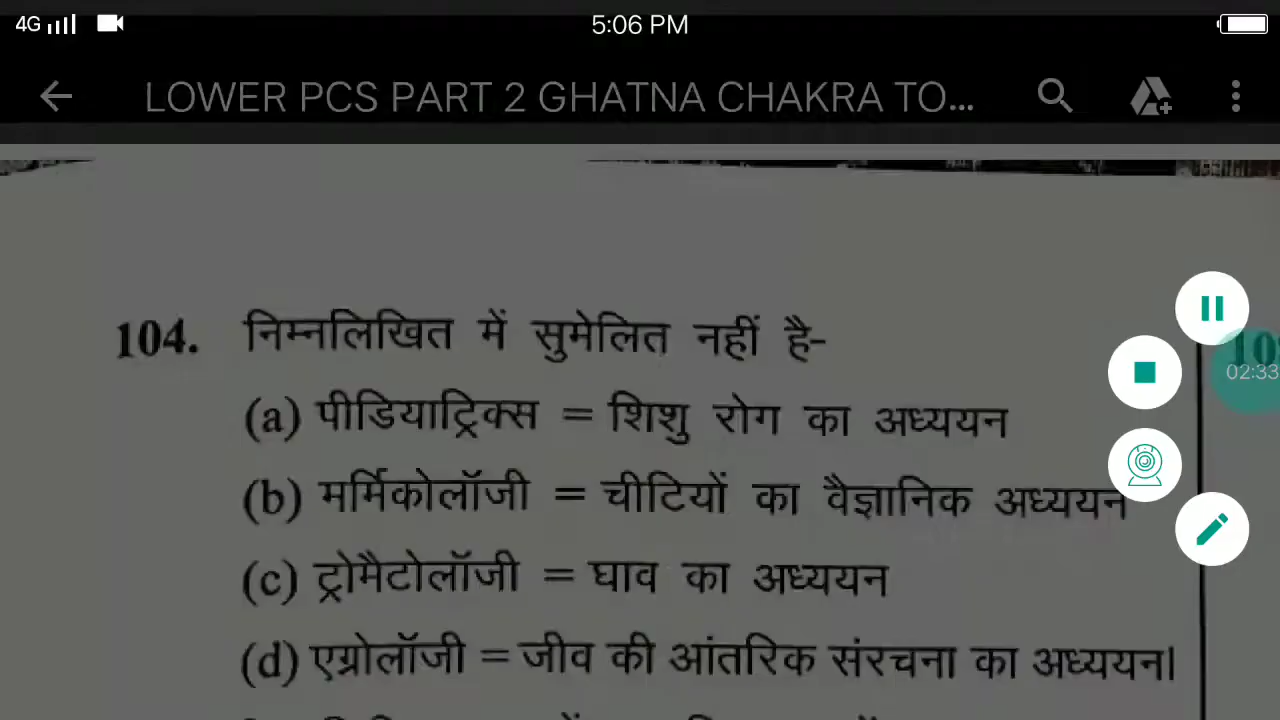 4G 5:06 PM
LOWER PCS PART 2 GHATNA CHAKRA TO...
104. निम्नलिखित में सुमेलित नहीं है-
(a) पीडियाट्रिक्स = शिशु रोग का अध्ययन
(b) मर्मिकोलॉजी = चीटियों का वैज्ञानिक अध्ययन
(c) ट्रोमैटोलॉजी = घाव का अध्ययन
(d) एग्रोलॉजी = जीव की आंतरिक संरचना का अध्ययन।
02:33